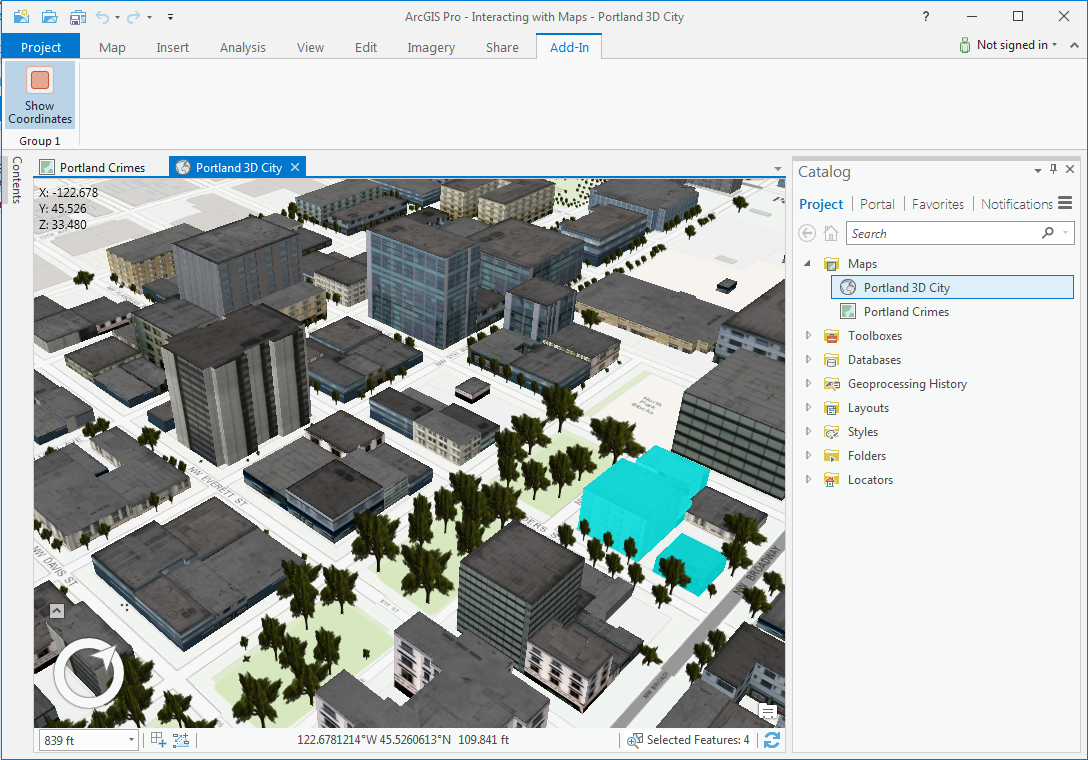 ArcGIS Pro - Interacting with Maps - Portland 3D City
?
Project Map Insert Analysis View Edit Imagery Share Add-In
Not signed in
Show
Coordinates
Group 1
Contents
Portland Crimes
Portland 3D City
X: -122.678
Y: 45.526
Z: 33.480
North
Park
Blocks
NW EVERETT ST
NW DAVIS ST
NW BROADWAY
839 ft
122.6781214°W 45.5260613°N 109.841 ft
Selected Features: 4
Catalog
Project Portal Favorites Notifications
Search
Maps
Portland 3D City
Portland Crimes
Toolboxes
Databases
Geoprocessing History
Layouts
Styles
Folders
Locators